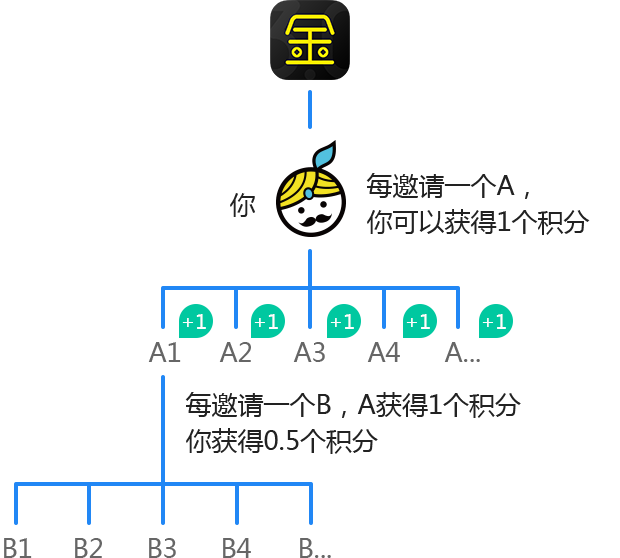 金
你
每邀请一个A，
你可以获得1个积分
+1 +1 +1 +1 +1
A1 A2 A3 A4 A...
每邀请一个B，A获得1个积分
你获得0.5个积分
B1 B2 B3 B4 B...